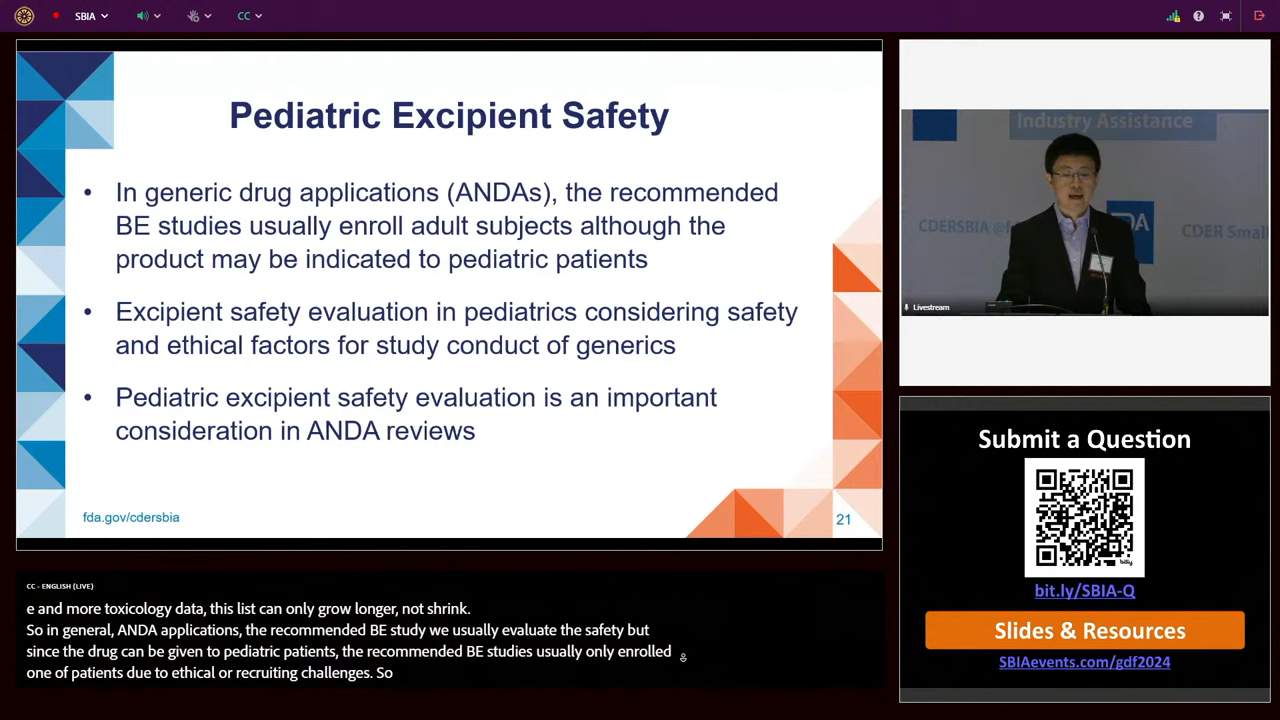 SBIA
CC
Pediatric Excipient Safety
• In generic drug applications (ANDAs), the recommended
BE studies usually enroll adult subjects although the
product may be indicated to pediatric patients
• Excipient safety evaluation in pediatrics considering safety
and ethical factors for study conduct of generics
• Pediatric excipient safety evaluation is an important
consideration in ANDA reviews
fda.gov/cdersbia
21
Industry Assistance
CDERSBIA @f
DA
CDER Small
Livestream
Submit a Question
bitly
bit.ly/SBIA-Q
Slides & Resources
SBIAevents.com/gdf2024
CC - ENGLISH (LIVE)
e and more toxicology data, this list can only grow longer, not shrink.
So in general, ANDA applications, the recommended BE study we usually evaluate the safety but
since the drug can be given to pediatric patients, the recommended BE studies usually only enrolled
one of patients due to ethical or recruiting challenges. So